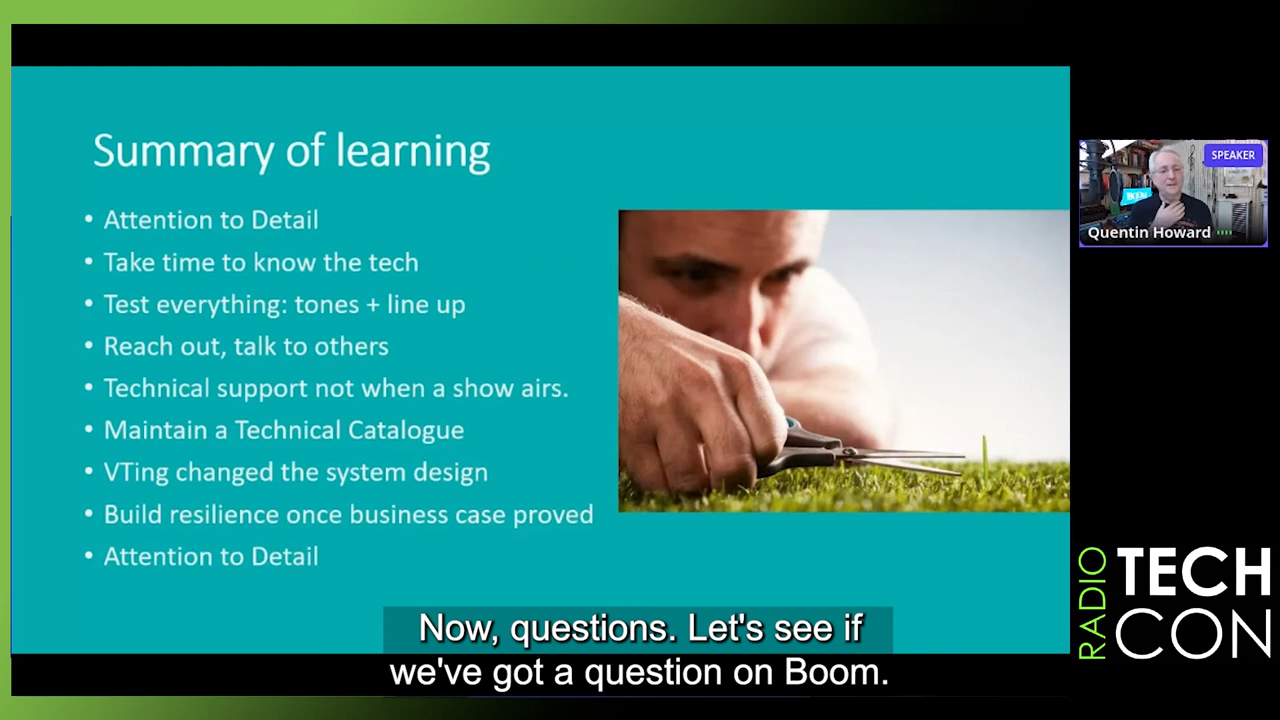 Summary of learning
• Attention to Detail
• Take time to know the tech
• Test everything: tones + line up
• Reach out, talk to others
• Technical support not when a show airs.
• Maintain a Technical Catalogue
• VTing changed the system design
• Build resilience once business case proved
• Attention to Detail
SPEAKER
Quentin Howard
RADIO
TECH
CON
Now, questions. Let's see if
we've got a question on Boom.